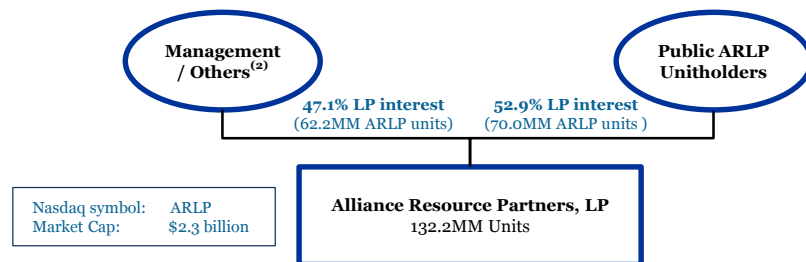 Management
/ Others(2)
Public ARLP
Unitholders
47.1% LP interest
(62.2MM ARLP units)
52.9% LP interest
(70.0MM ARLP units )
Alliance Resource Partners, LP
132.2MM Units
Nasdaq symbol: ARLP
Market Cap: $2.3 billion